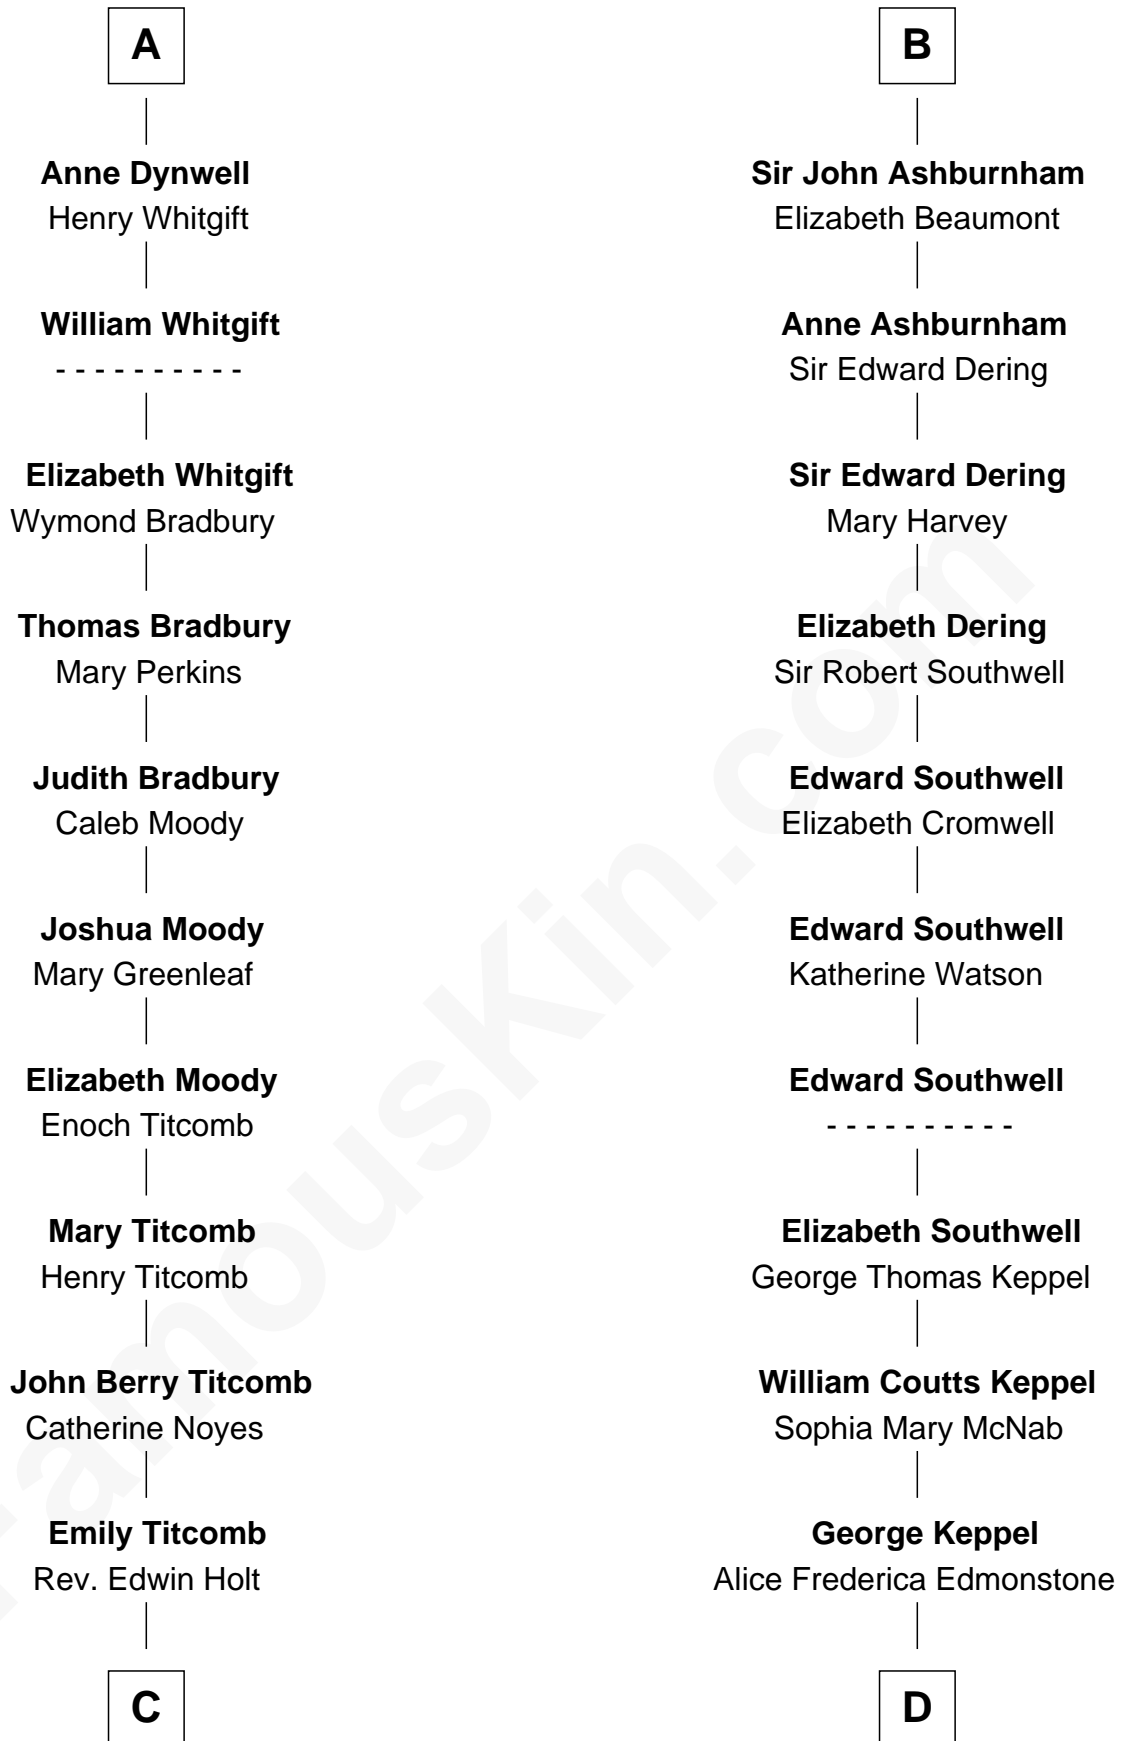 A
Anne Dynwell
Henry Whitgift
William Whitgift
- - - - - - - - - -
Elizabeth Whitgift
Wymond Bradbury
Thomas Bradbury
Mary Perkins
Judith Bradbury
Caleb Moody
Joshua Moody
Mary Greenleaf
Elizabeth Moody
Enoch Titcomb
Mary Titcomb
Henry Titcomb
John Berry Titcomb
Catherine Noyes
Emily Titcomb
Rev. Edwin Holt
C
B
Sir John Ashburnham
Elizabeth Beaumont
Anne Ashburnham
Sir Edward Dering
Sir Edward Dering
Mary Harvey
Elizabeth Dering
Sir Robert Southwell
Edward Southwell
Elizabeth Cromwell
Edward Southwell
Katherine Watson
Edward Southwell
- - - - - - - - - -
Elizabeth Southwell
George Thomas Keppel
William Coutts Keppel
Sophia Mary McNab
George Keppel
Alice Frederica Edmonstone
D
FamousKin.com